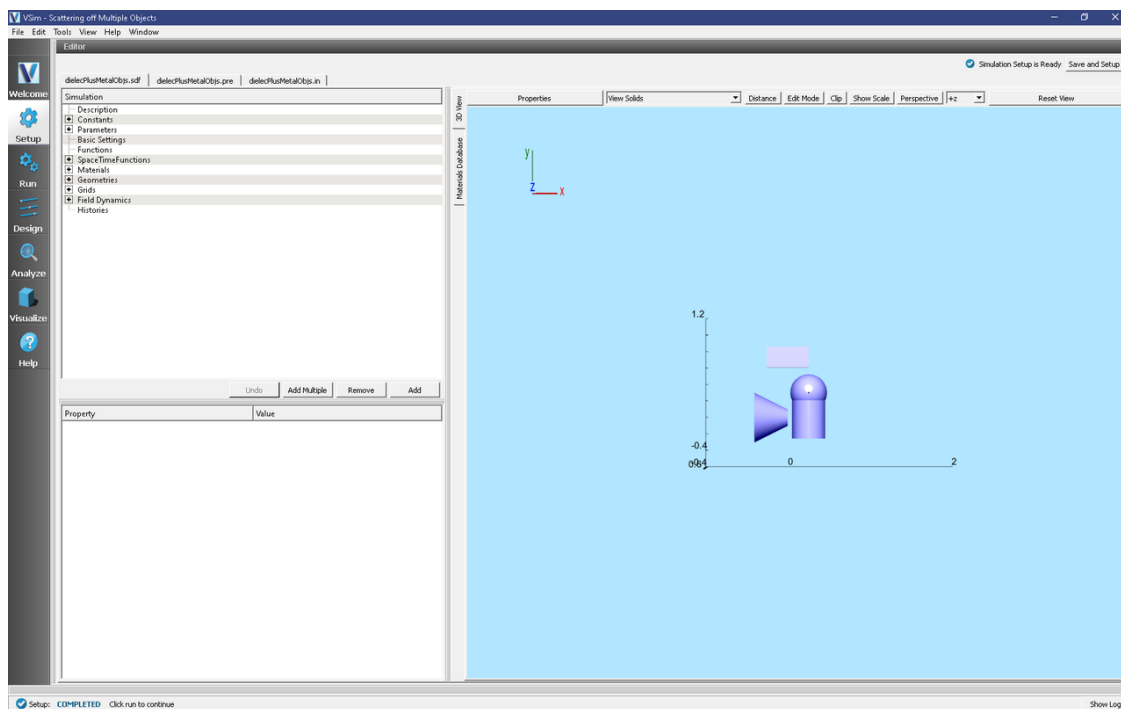 VSim - Scattering off Multiple Objects
File Edit Tools View Help Window
Editor
Simulation Setup is Ready Save and Setup
dielecPlusMetalObjs.sdf dielecPlusMetalObjs.pre dielecPlusMetalObjs.in
Welcome
Setup
Run
Design
Analyze
Visualize
Help
Simulation
Description
Constants
Parameters
Basic Settings
Functions
SpaceTimeFunctions
Materials
Geometries
Grids
Field Dynamics
Histories
Undo Add Multiple Remove Add
Property Value
3D View
Materials Database
Properties View Solids Distance Edit Mode Clip Show Scale Perspective +z Reset View
y
z x
1.2
-0.4
0 2
Setup: COMPLETED Click run to continue Show Log